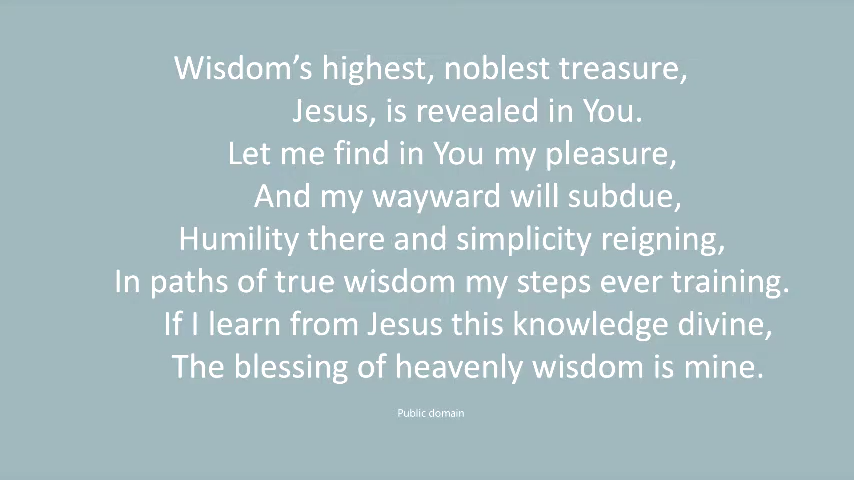 Wisdom’s highest, noblest treasure,
Jesus, is revealed in You.
Let me find in You my pleasure,
And my wayward will subdue,
Humility there and simplicity reigning,
In paths of true wisdom my steps ever training.
If I learn from Jesus this knowledge divine,
The blessing of heavenly wisdom is mine.
Public domain